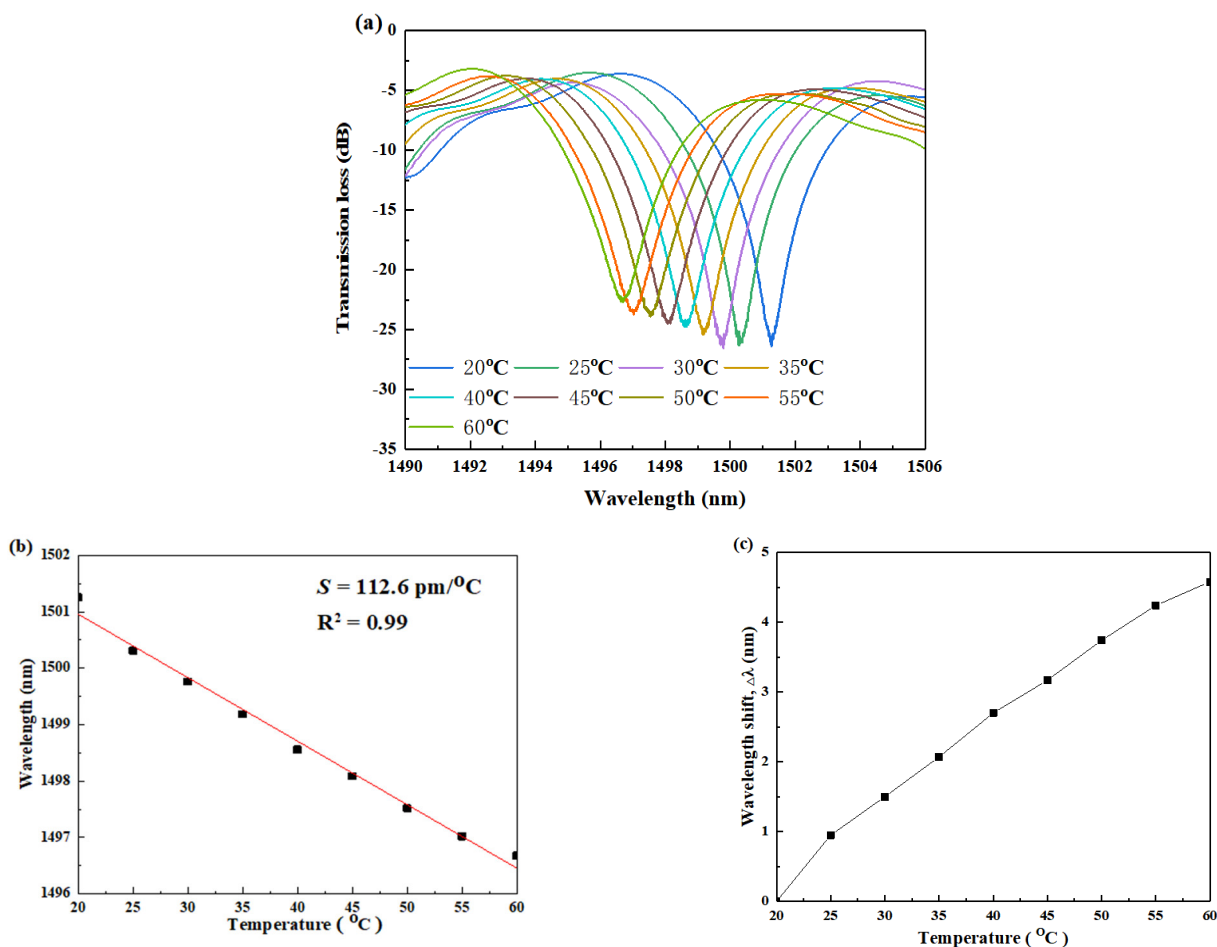 (a)
0
-5
-10
-15
-20
-25
-30
-35
Transmission loss (dB)
20°C 25°C 30°C 35°C
40°C 45°C 50°C 55°C
60°C
1490 1492 1494 1496 1498 1500 1502 1504 1506
Wavelength (nm)
(b)
1502
1501
1500
1499
1498
1497
1496
Wavelength (nm)
S = 112.6 pm/°C
R² = 0.99
20 25 30 35 40 45 50 55 60
Temperature ( °C)
(c)
5
4
3
2
1
0
Wavelength shift, △λ (nm)
20 25 30 35 40 45 50 55 60
Temperature ( °C)